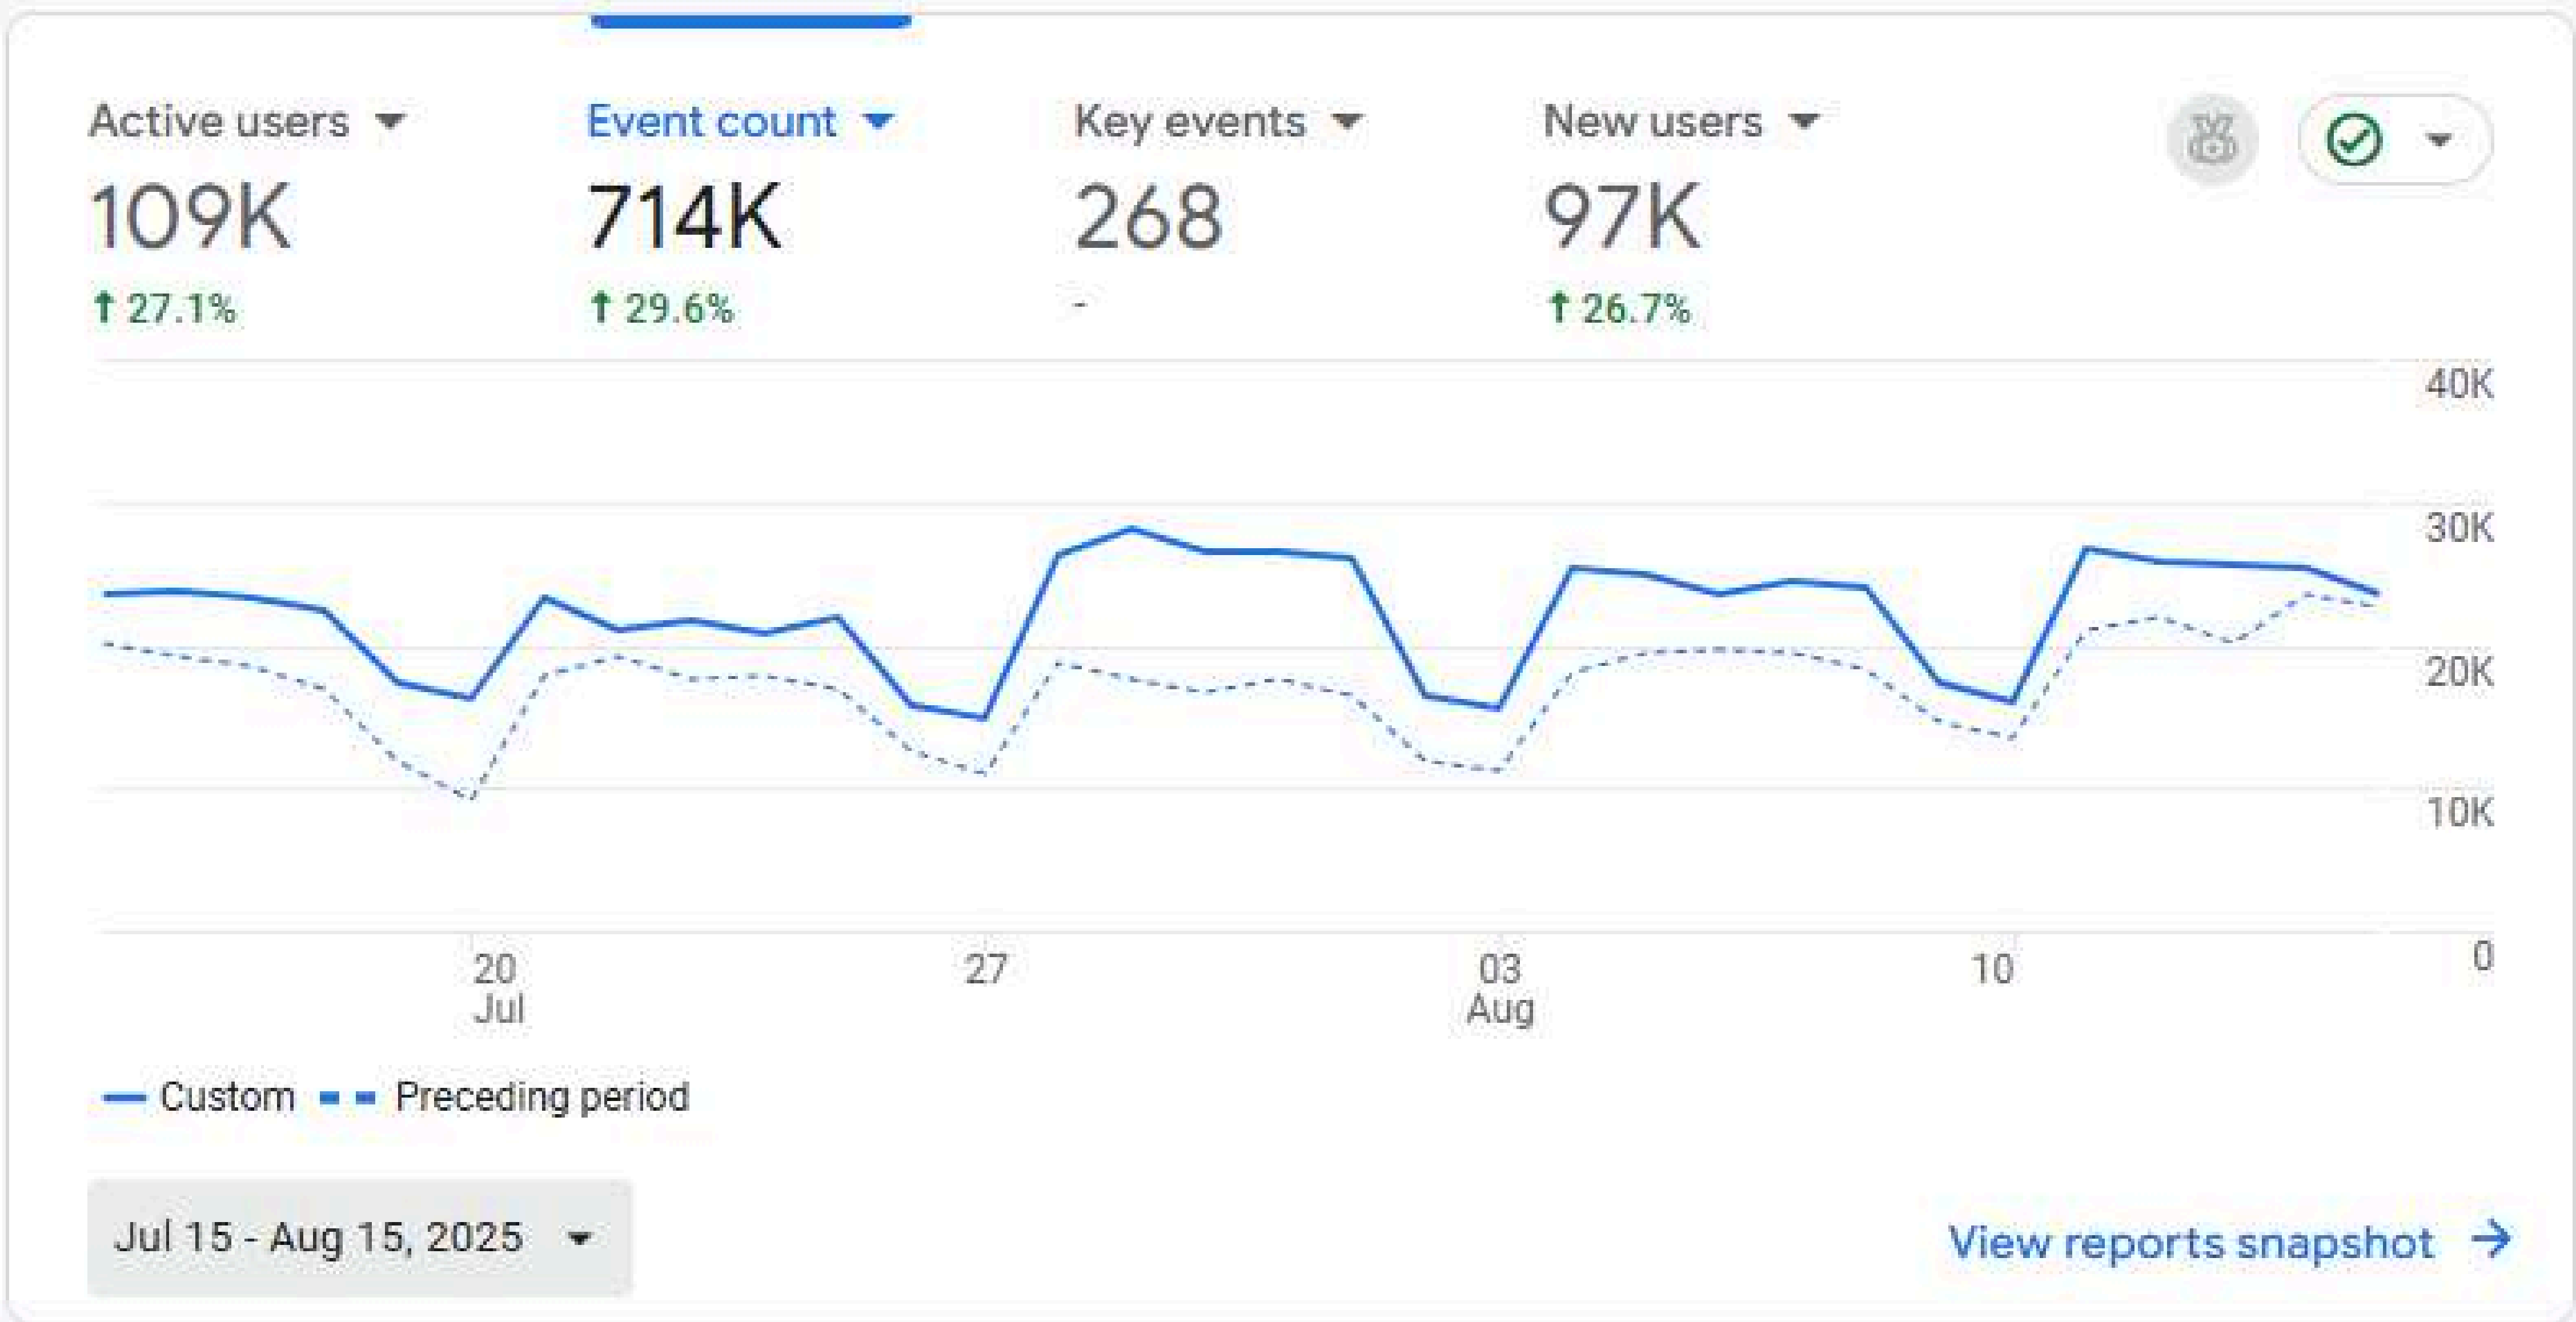 Active users Event count Key events New users
109K 714K 268 97K
↑ 27.1% ↑ 29.6% - ↑ 26.7%
40K
30K
20K
10K
0
20 27 03 10
Jul Aug
Custom Preceding period
Jul 15 - Aug 15, 2025
View reports snapshot →